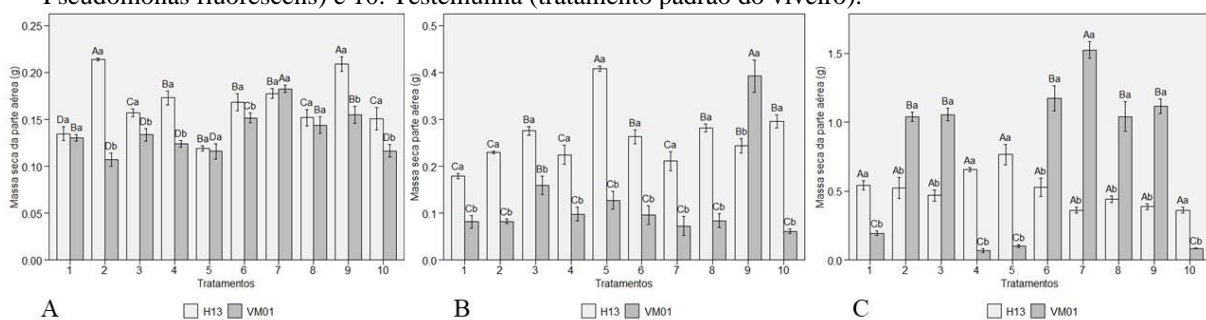 Pseudomonas fluorescens) e 10. Testemunha (tratamento padrão do viveiro).
Massa seca da parte aérea (g)
0.25
0.20
0.15
0.10
0.05
0.00
Da Ba Aa Db Ba Db Ba Db Da Da Ba Cb Ba Aa Ca Ba Aa Bb Ca Db
1 2 3 4 5 6 7 8 9 10
Tratamentos
A
H13 VM01
Massa seca da parte aérea (g)
0.5
0.4
0.3
0.2
0.1
0.0
Ca Cb Ca Cb Ba Bb Ca Cb Aa Cb Ba Cb Ca Cb Ba Cb Bb Aa Ba Cb
1 2 3 4 5 6 7 8 9 10
Tratamentos
B
H13 VM01
Massa seca da parte aérea (g)
1.5
1.0
0.5
0.0
Aa Cb Ab Ba Ab Ba Aa Cb Aa Cb Ab Ba Ab Aa Ab Ba Ab Ba Aa Cb
1 2 3 4 5 6 7 8 9 10
Tratamentos
C
H13 VM01